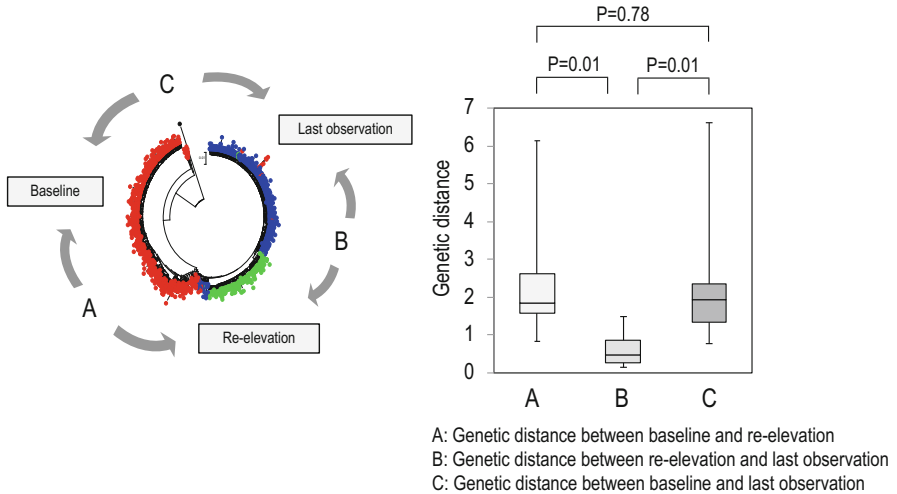 C
Last observation
Baseline
B
A
Re-elevation
P=0.78
P=0.01 P=0.01
Genetic distance
7
6
5
4
3
2
1
0
A B C
A: Genetic distance between baseline and re-elevation
B: Genetic distance between re-elevation and last observation
C: Genetic distance between baseline and last observation